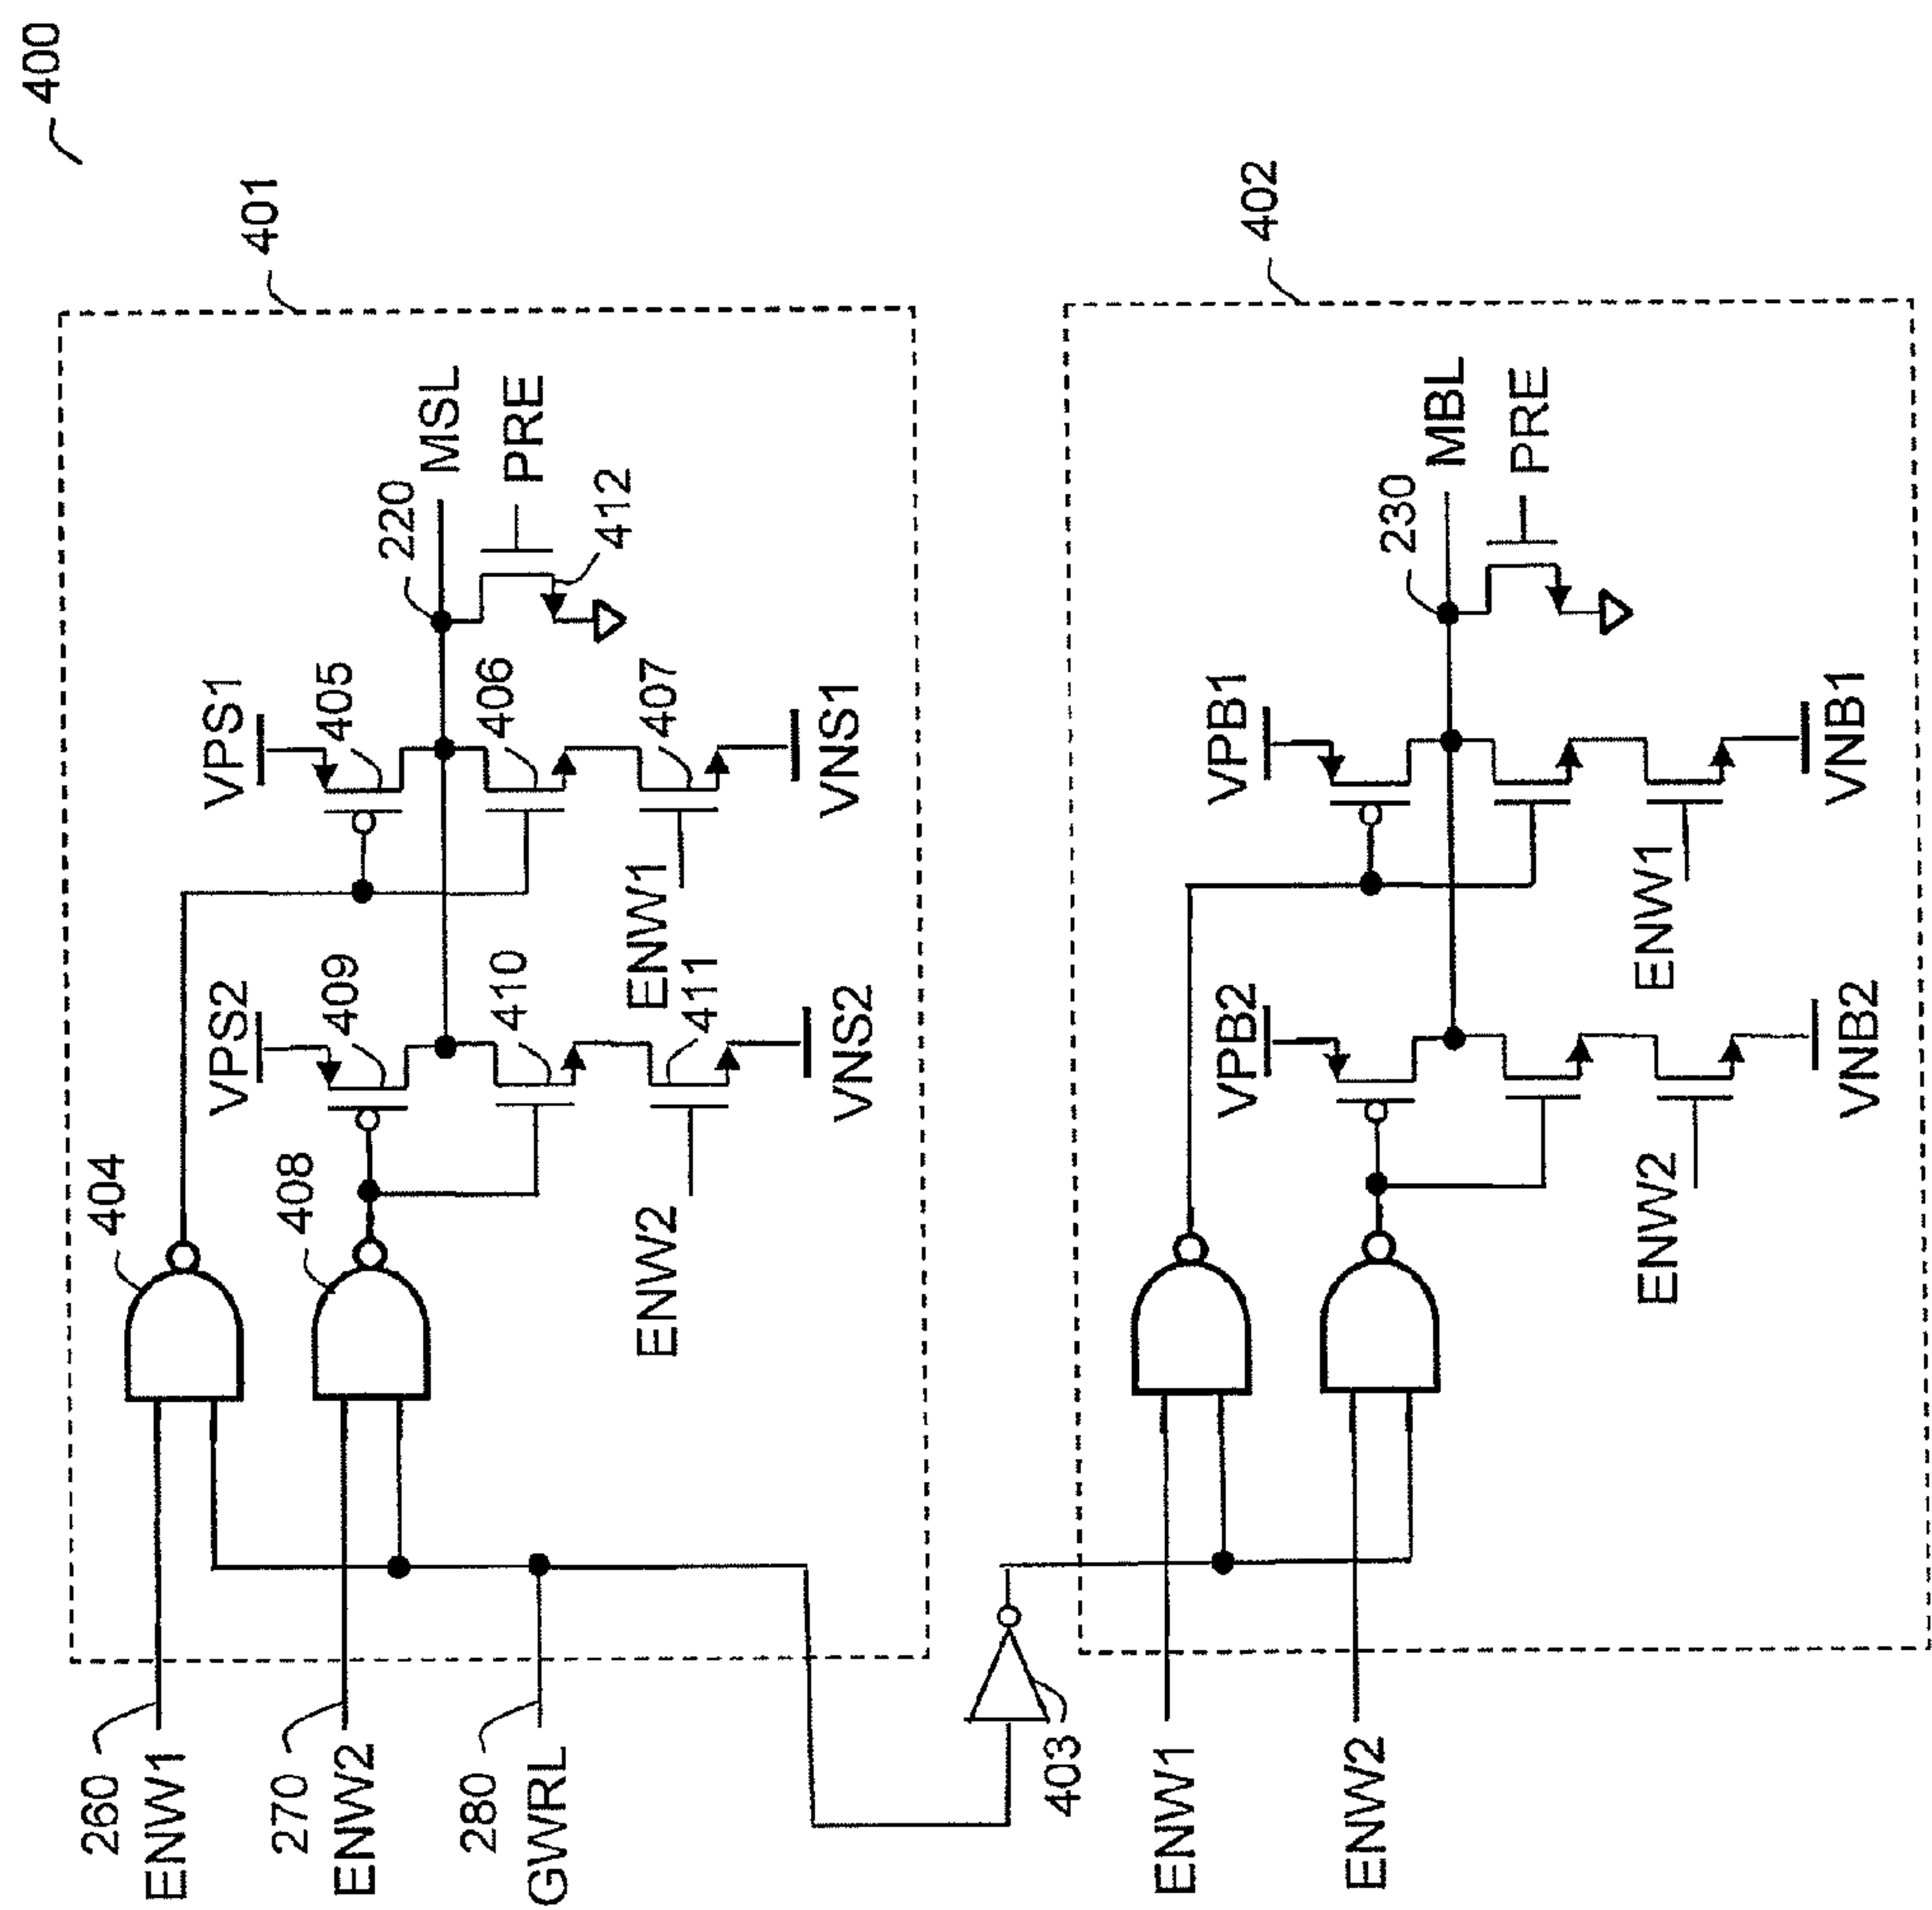 400
401
VPS2
VPS1
404
409
405
220
MSL
408
410
406
PRE
412
260
ENW1
270
ENW2
280
GWRL
ENW2
411
ENW1
407
VNS2
VNS1
403
402
VPB2
VPB1
230
MBL
PRE
ENW1
ENW2
ENW2
ENW1
VNB2
VNB1